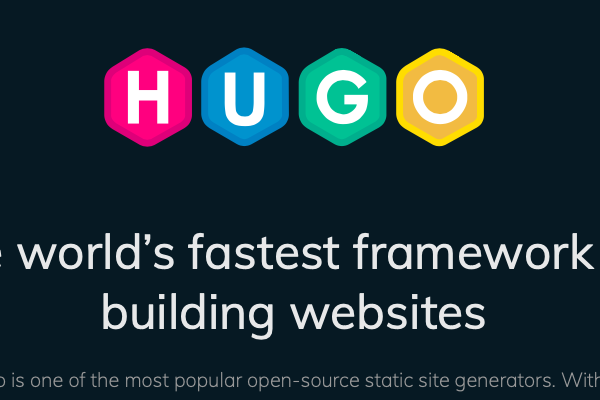 HUGO
world’s fastest framework
building websites
is one of the most popular open-source static site generators. With